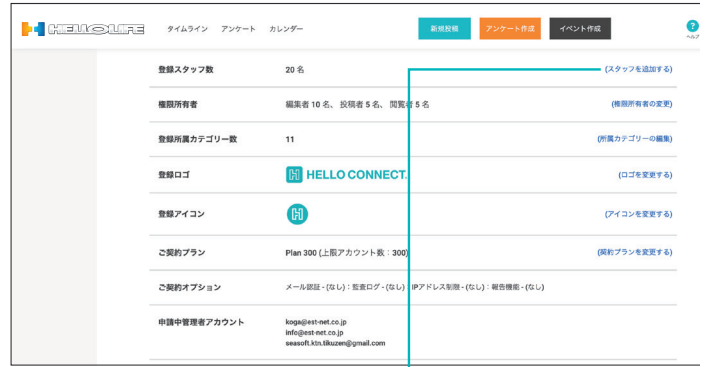 HELLO LIFE タイムライン アンケート カレンダー 新規投稿 アンケート作成 イベント作成 ?
ヘルプ
登録スタッフ数 20 名 (スタッフを追加する)
権限所有者 編集者 10 名、 投稿者 5 名、 閲覧者 5 名 (権限所有者の変更)
登録所属カテゴリー数 11 (所属カテゴリーの編集)
登録ロゴ HELLO CONNECT. (ロゴを変更する)
登録アイコン (アイコンを変更する)
ご契約プラン Plan 300 (上限アカウント数：300) (契約プランを変更する)
ご契約オプション メール認証 - (なし)：監査ログ - (なし)：IPアドレス制限 - (なし)：報告機能 - (なし)
申請中管理者アカウント koga@est-net.co.jp
info@est-net.co.jp
seasoft.ktn.tikuzen@gmail.com